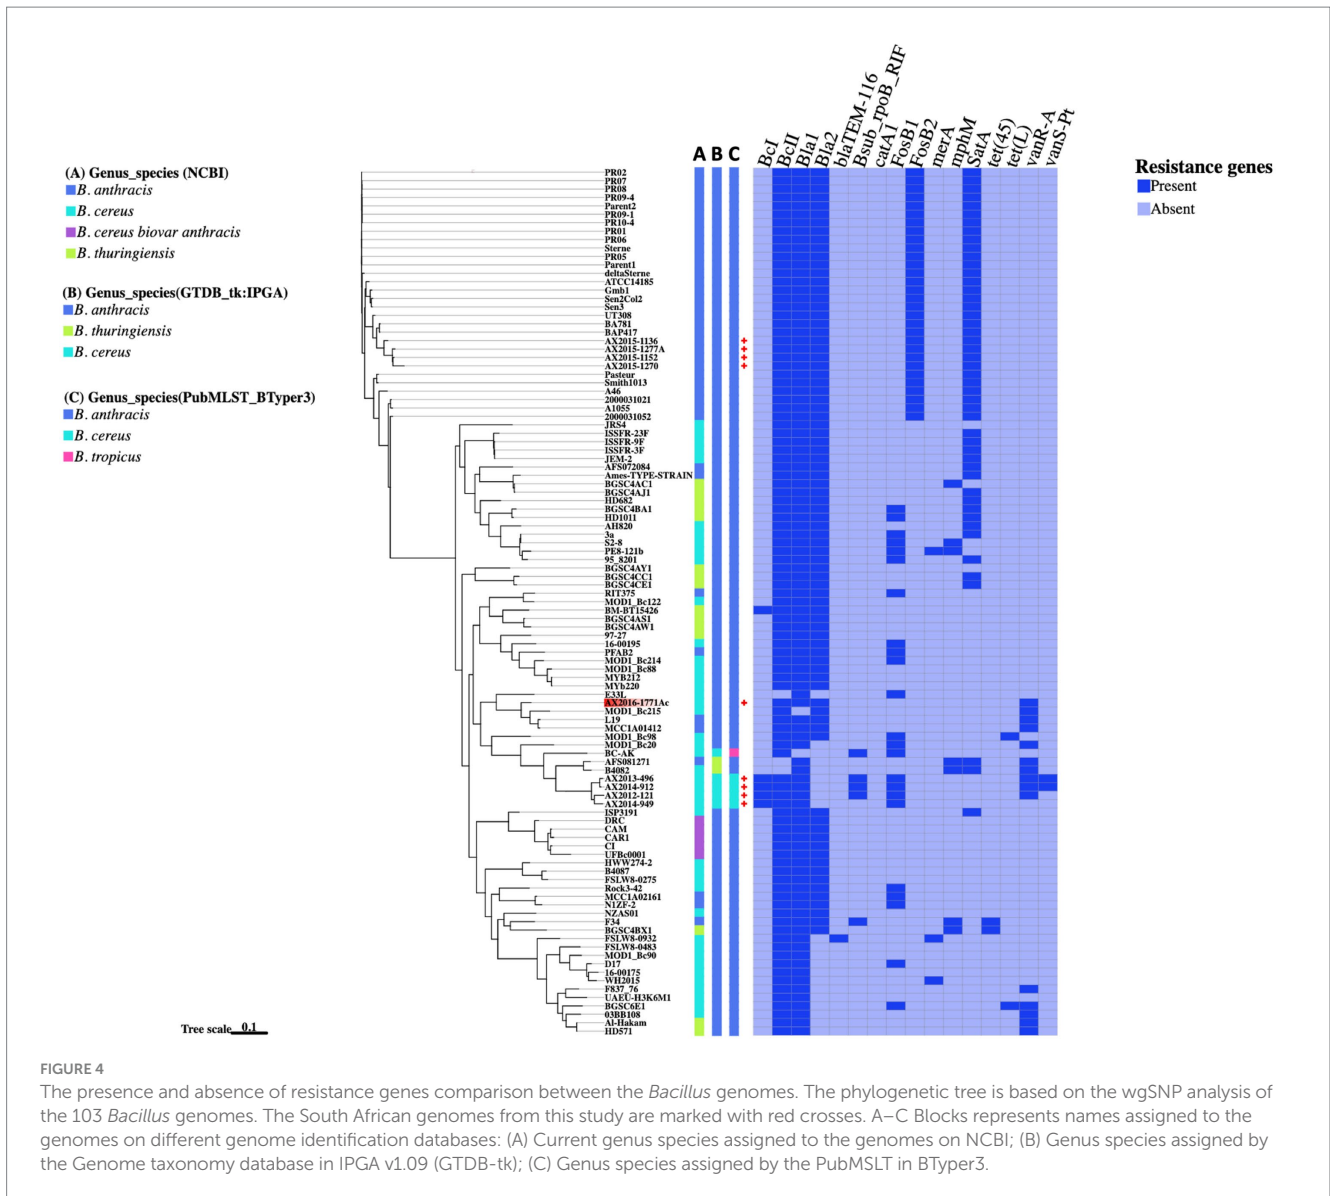 BcI
BcII
Bla1
Bla2
blaTEM-116
Bsub_rpoB_RIF
catA1
FosB1
FosB2
merA
mphM
SatA
tet(45)
tet(L)
vanR-A
vanS-Pt
A B C
(A) Genus_species (NCBI)
B. anthracis
B. cereus
B. cereus biovar anthracis
B. thuringiensis
(B) Genus_species(GTDB_tk:IPGA)
B. anthracis
B. thuringiensis
B. cereus
(C) Genus_species(PubMLST_BTyper3)
B. anthracis
B. cereus
B. tropicus
PR02
PR07
PR08
PR09-4
Parent2
PR09-1
PR10-4
PR01
PR06
Sterne
PR05
Parent1
deltaSterne
ATCC14185
Gmb1
Sen2Col2
Sen3
UT308
BA781
BAP417
AX2015-1136
AX2015-1277A
AX2015-1152
AX2015-1270
Pasteur
Smith1013
A46
2000031021
A1055
2000031052
JRS4
ISSFR-23F
ISSFR-9F
ISSFR-3F
JEM-2
AFS072084
Ames-TYPE-STRAIN
BGSC4AC1
BGSC4AJ1
HD682
BGSC4BA1
HD1011
AH820
3a
S2-8
PE8-121b
95_8201
BGSC4AY1
BGSC4CC1
BGSC4CE1
RIT375
MOD1_Bc122
BM-BT15426
BGSC4AS1
BGSC4AW1
97-27
16-00195
PFAB2
MOD1_Bc214
MOD1_Bc88
MYB212
MYb220
E33L
AX2016-1771Ac
MOD1_Bc215
L19
MCC1A01412
MOD1_Bc98
MOD1_Bc20
BC-AK
AFS081271
B4082
AX2013-496
AX2014-912
AX2012-121
AX2014-949
ISP3191
DRC
CAM
CAR1
CI
UFBc0001
HWW274-2
B4087
FSLW8-0275
Rock3-42
MCC1A02161
N1ZF-2
NZAS01
F34
BGSC4BX1
FSLW8-0932
FSLW8-0483
MOD1_Bc90
D17
16-00175
WH2015
F837_76
UAEU-H3K6M1
BGSC6E1
03BB108
Al-Hakam
HD571
Resistance genes
Present
Absent
Tree scale 0.1
FIGURE 4
The presence and absence of resistance genes comparison between the Bacillus genomes. The phylogenetic tree is based on the wgSNP analysis of
the 103 Bacillus genomes. The South African genomes from this study are marked with red crosses. A–C Blocks represents names assigned to the
genomes on different genome identification databases: (A) Current genus species assigned to the genomes on NCBI; (B) Genus species assigned by
the Genome taxonomy database in IPGA v1.09 (GTDB-tk); (C) Genus species assigned by the PubMSLT in BTyper3.